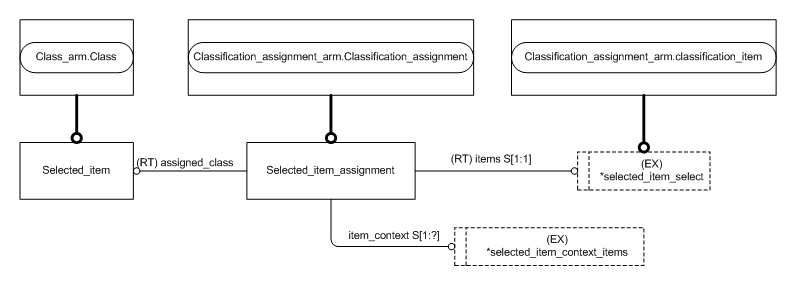 Class_arm.Class
Classification_assignment_arm.Classification_assignment
Classification_assignment_arm.classification_item
Selected_item
(RT) assigned_class
Selected_item_assignment
(RT) items S[1:1]
(EX)
*selected_item_select
item_context S[1:?]
(EX)
*selected_item_context_items